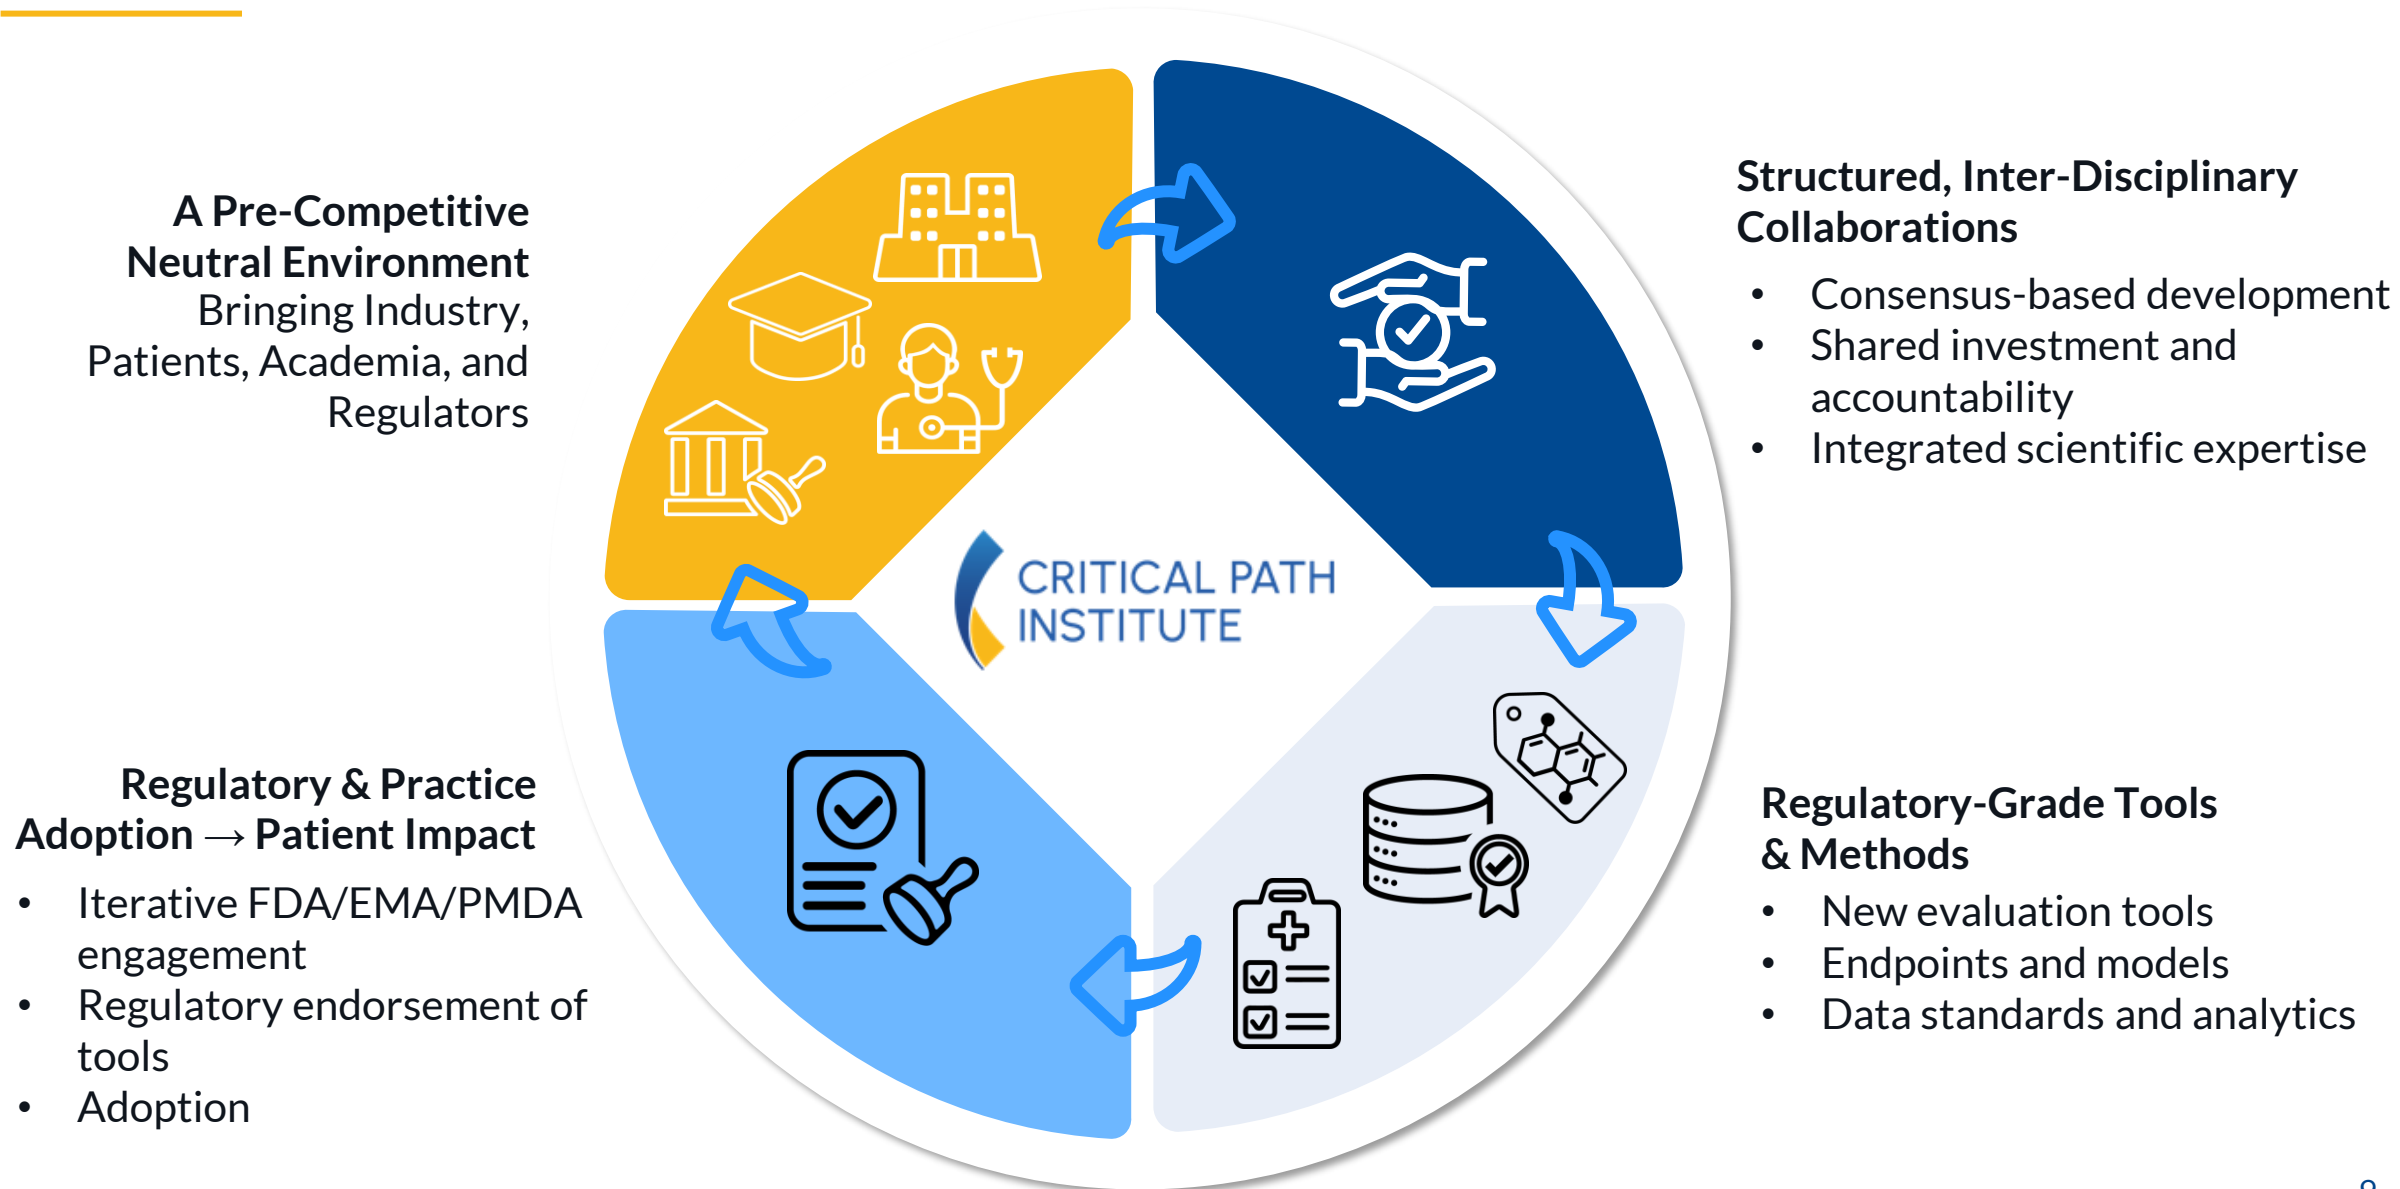 A Pre-Competitive
Neutral Environment
Bringing Industry,
Patients, Academia, and
Regulators
Structured, Inter-Disciplinary
Collaborations
• Consensus-based development
• Shared investment and
accountability
• Integrated scientific expertise
CRITICAL PATH
INSTITUTE
Regulatory & Practice
Adoption → Patient Impact
• Iterative FDA/EMA/PMDA
engagement
• Regulatory endorsement of
tools
• Adoption
Regulatory-Grade Tools
& Methods
• New evaluation tools
• Endpoints and models
• Data standards and analytics